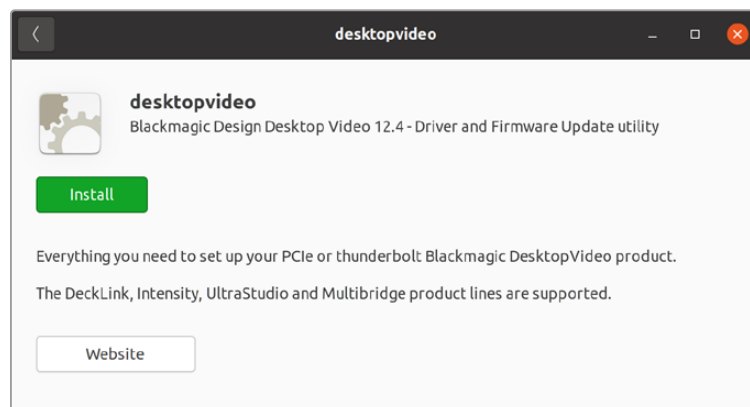 desktopvideo
desktopvideo
Blackmagic Design Desktop Video 12.4 - Driver and Firmware Update utility
Install
Everything you need to set up your PCIe or thunderbolt Blackmagic DesktopVideo product.
The DeckLink, Intensity, UltraStudio and Multibridge product lines are supported.
Website